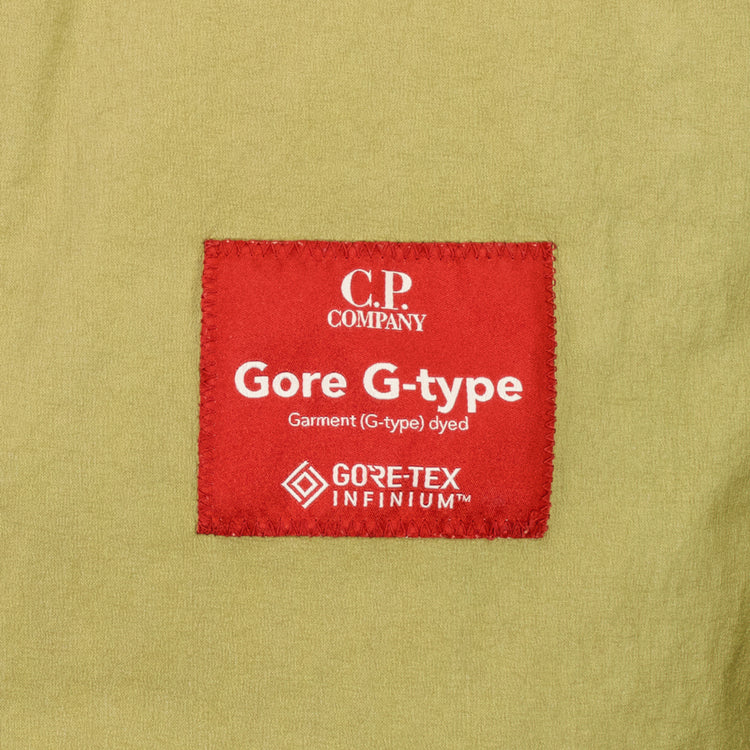 C.P.
COMPANY
Gore G-type
Garment (G-type) dyed
GORE-TEX
INFINIUM™